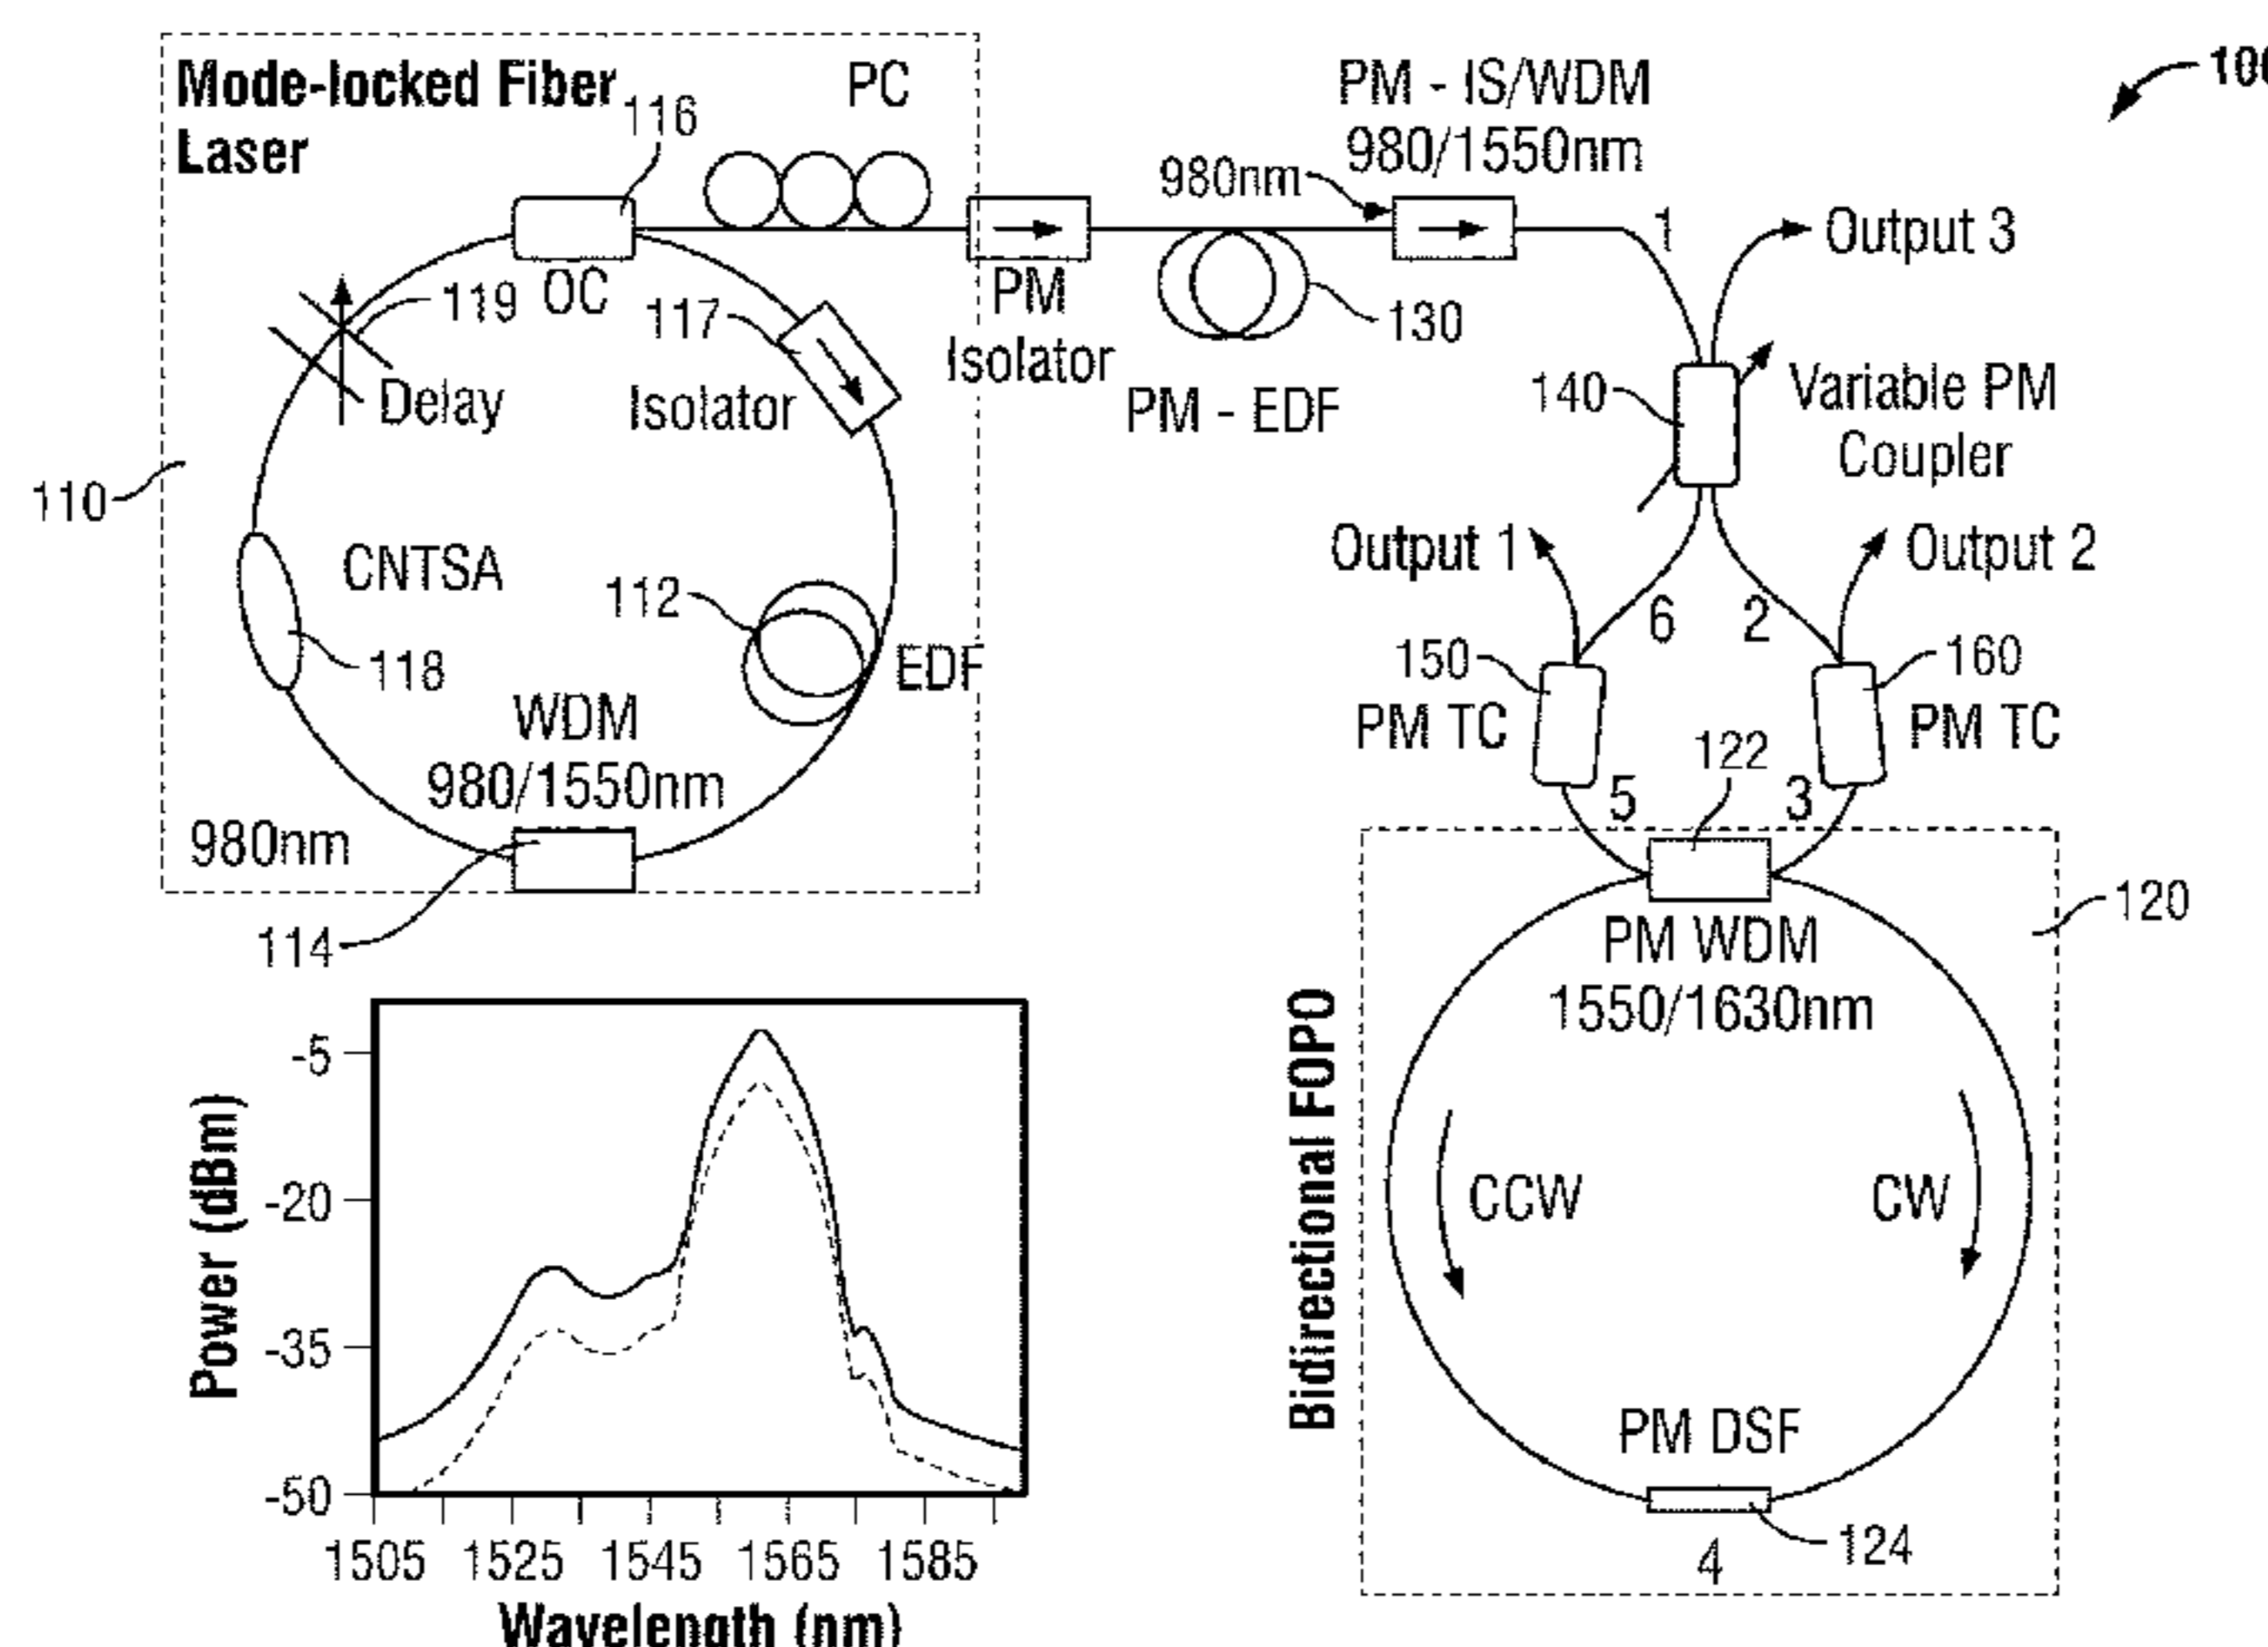 Mode-locked Fiber
Laser
116
PC
PM - IS/WDM
980/1550nm
980nm
1
Output 3
119
OC
117
PM
Isolator
130
Delay
Isolator
PM - EDF
140
Variable PM
Coupler
110
CNTSA
112
Output 1
Output 2
6
2
118
EDF
150
160
WDM
980/1550nm
PM TC
122
PM TC
980nm
5
3
114
120
PM WDM
1550/1630nm
Bidirectional FOPO
CCW
CW
PM DSF
124
4
Power (dBm)
-5
-20
-35
-50
1505 1525 1545 1565 1585
Wavelength (nm)